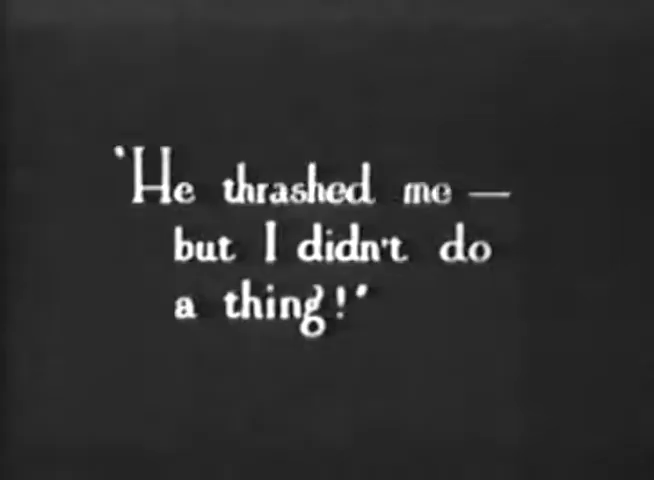 'He thrashed me —
but I didn't do
a thing!'